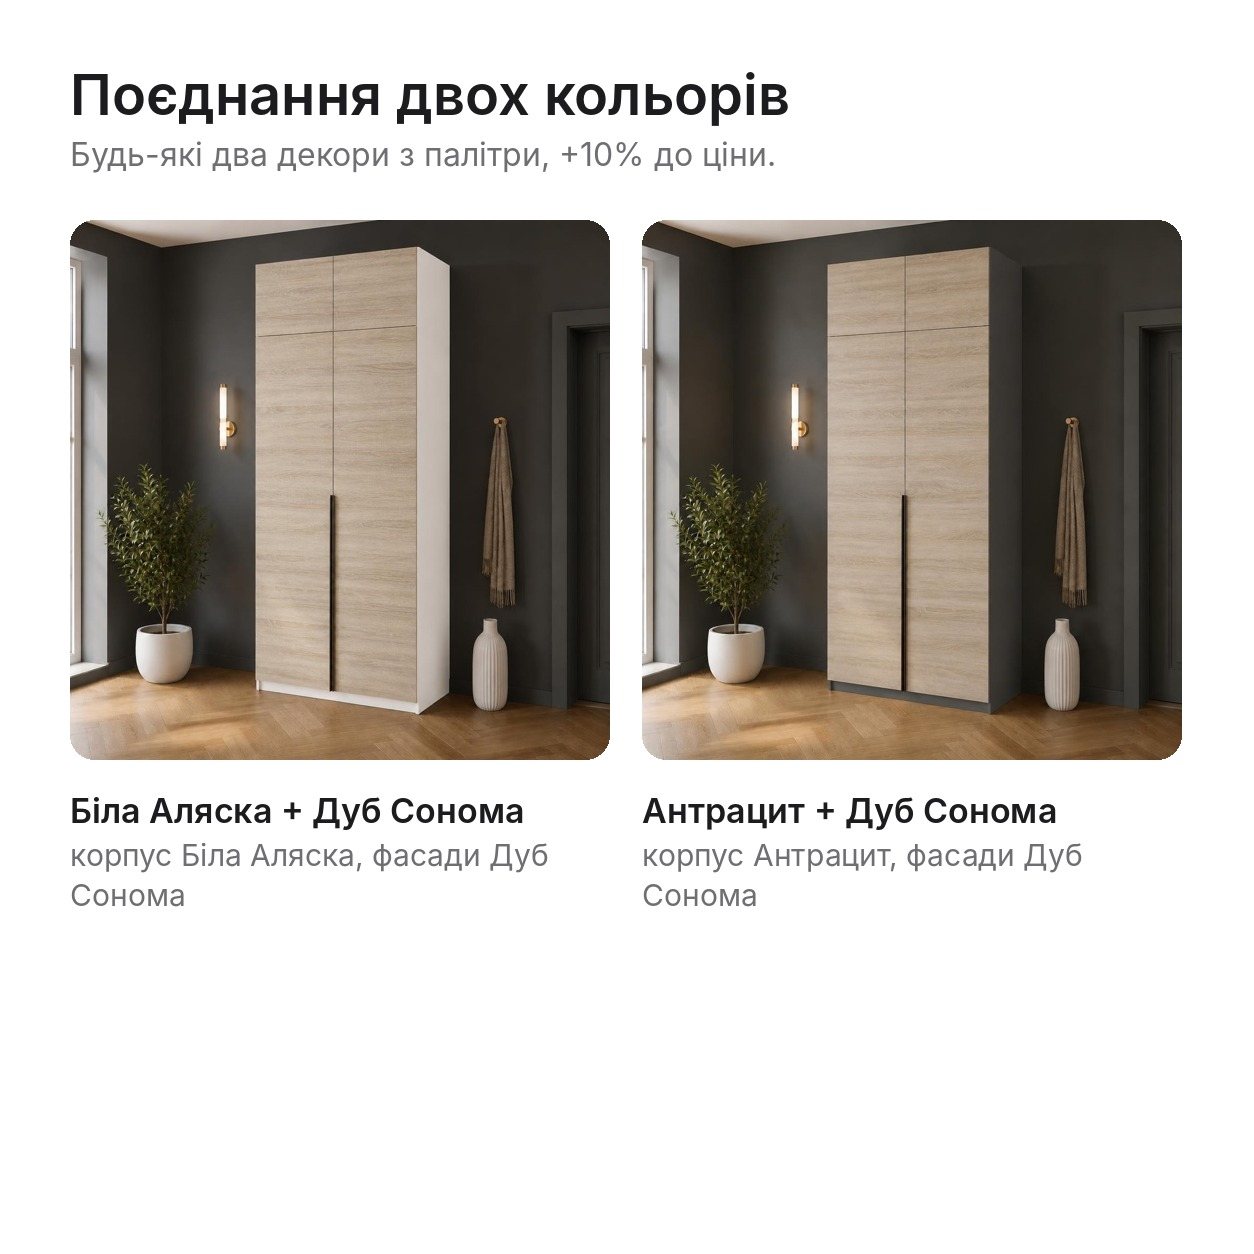 Поєднання двох кольорів
Будь-які два декори з палітри, +10% до ціни.
Біла Аляска + Дуб Сонома
корпус Біла Аляска, фасади Дуб
Сонома
Антрацит + Дуб Сонома
корпус Антрацит, фасади Дуб
Сонома